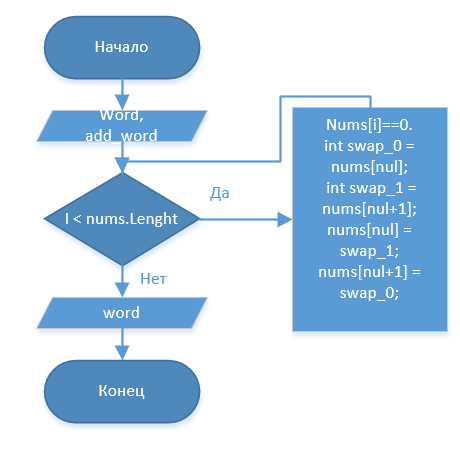 Начало
Word,
add_word
I < nums.Lenght
Да
Nums[i]==0.
int swap_0 =
nums[nul];
int swap_1 =
nums[nul+1];
nums[nul] =
swap_1;
nums[nul+1] =
swap_0;
Нет
word
Конец